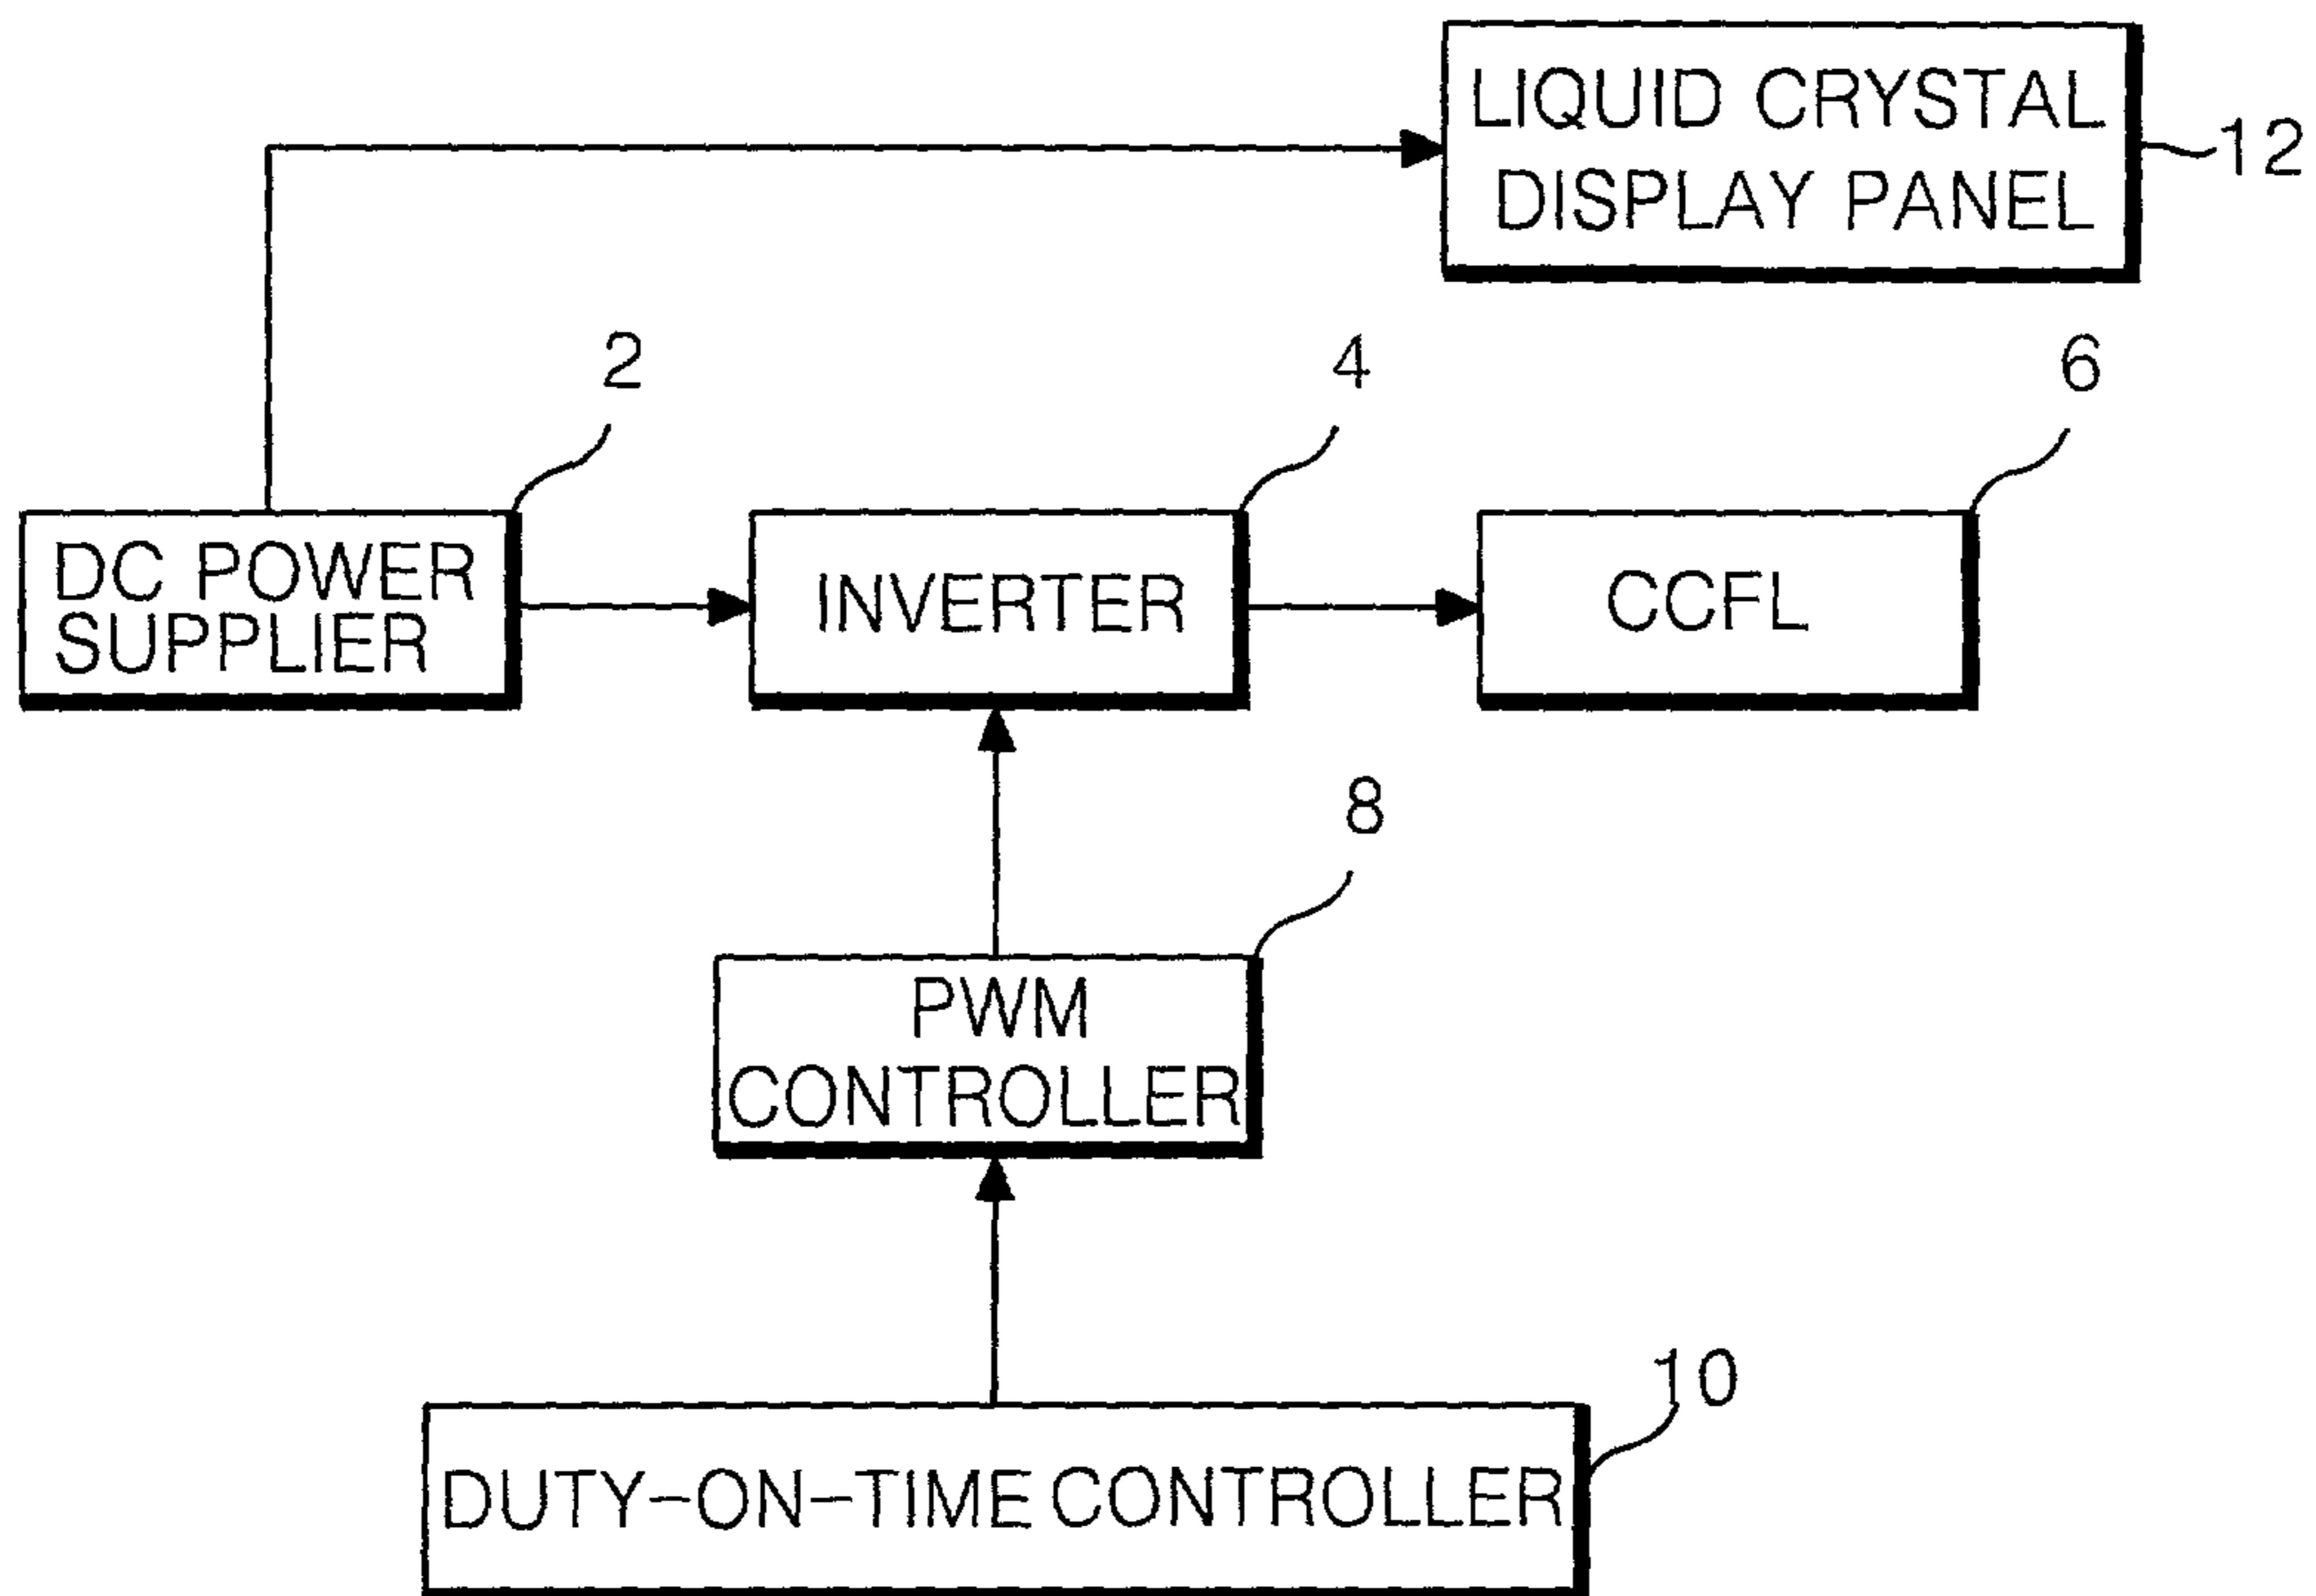 LIQUID CRYSTAL
DISPLAY PANEL
12
2
4
6
DC POWER
SUPPLIER
INVERTER
CCFL
8
PWM
CONTROLLER
10
DUTY-ON-TIME CONTROLLER